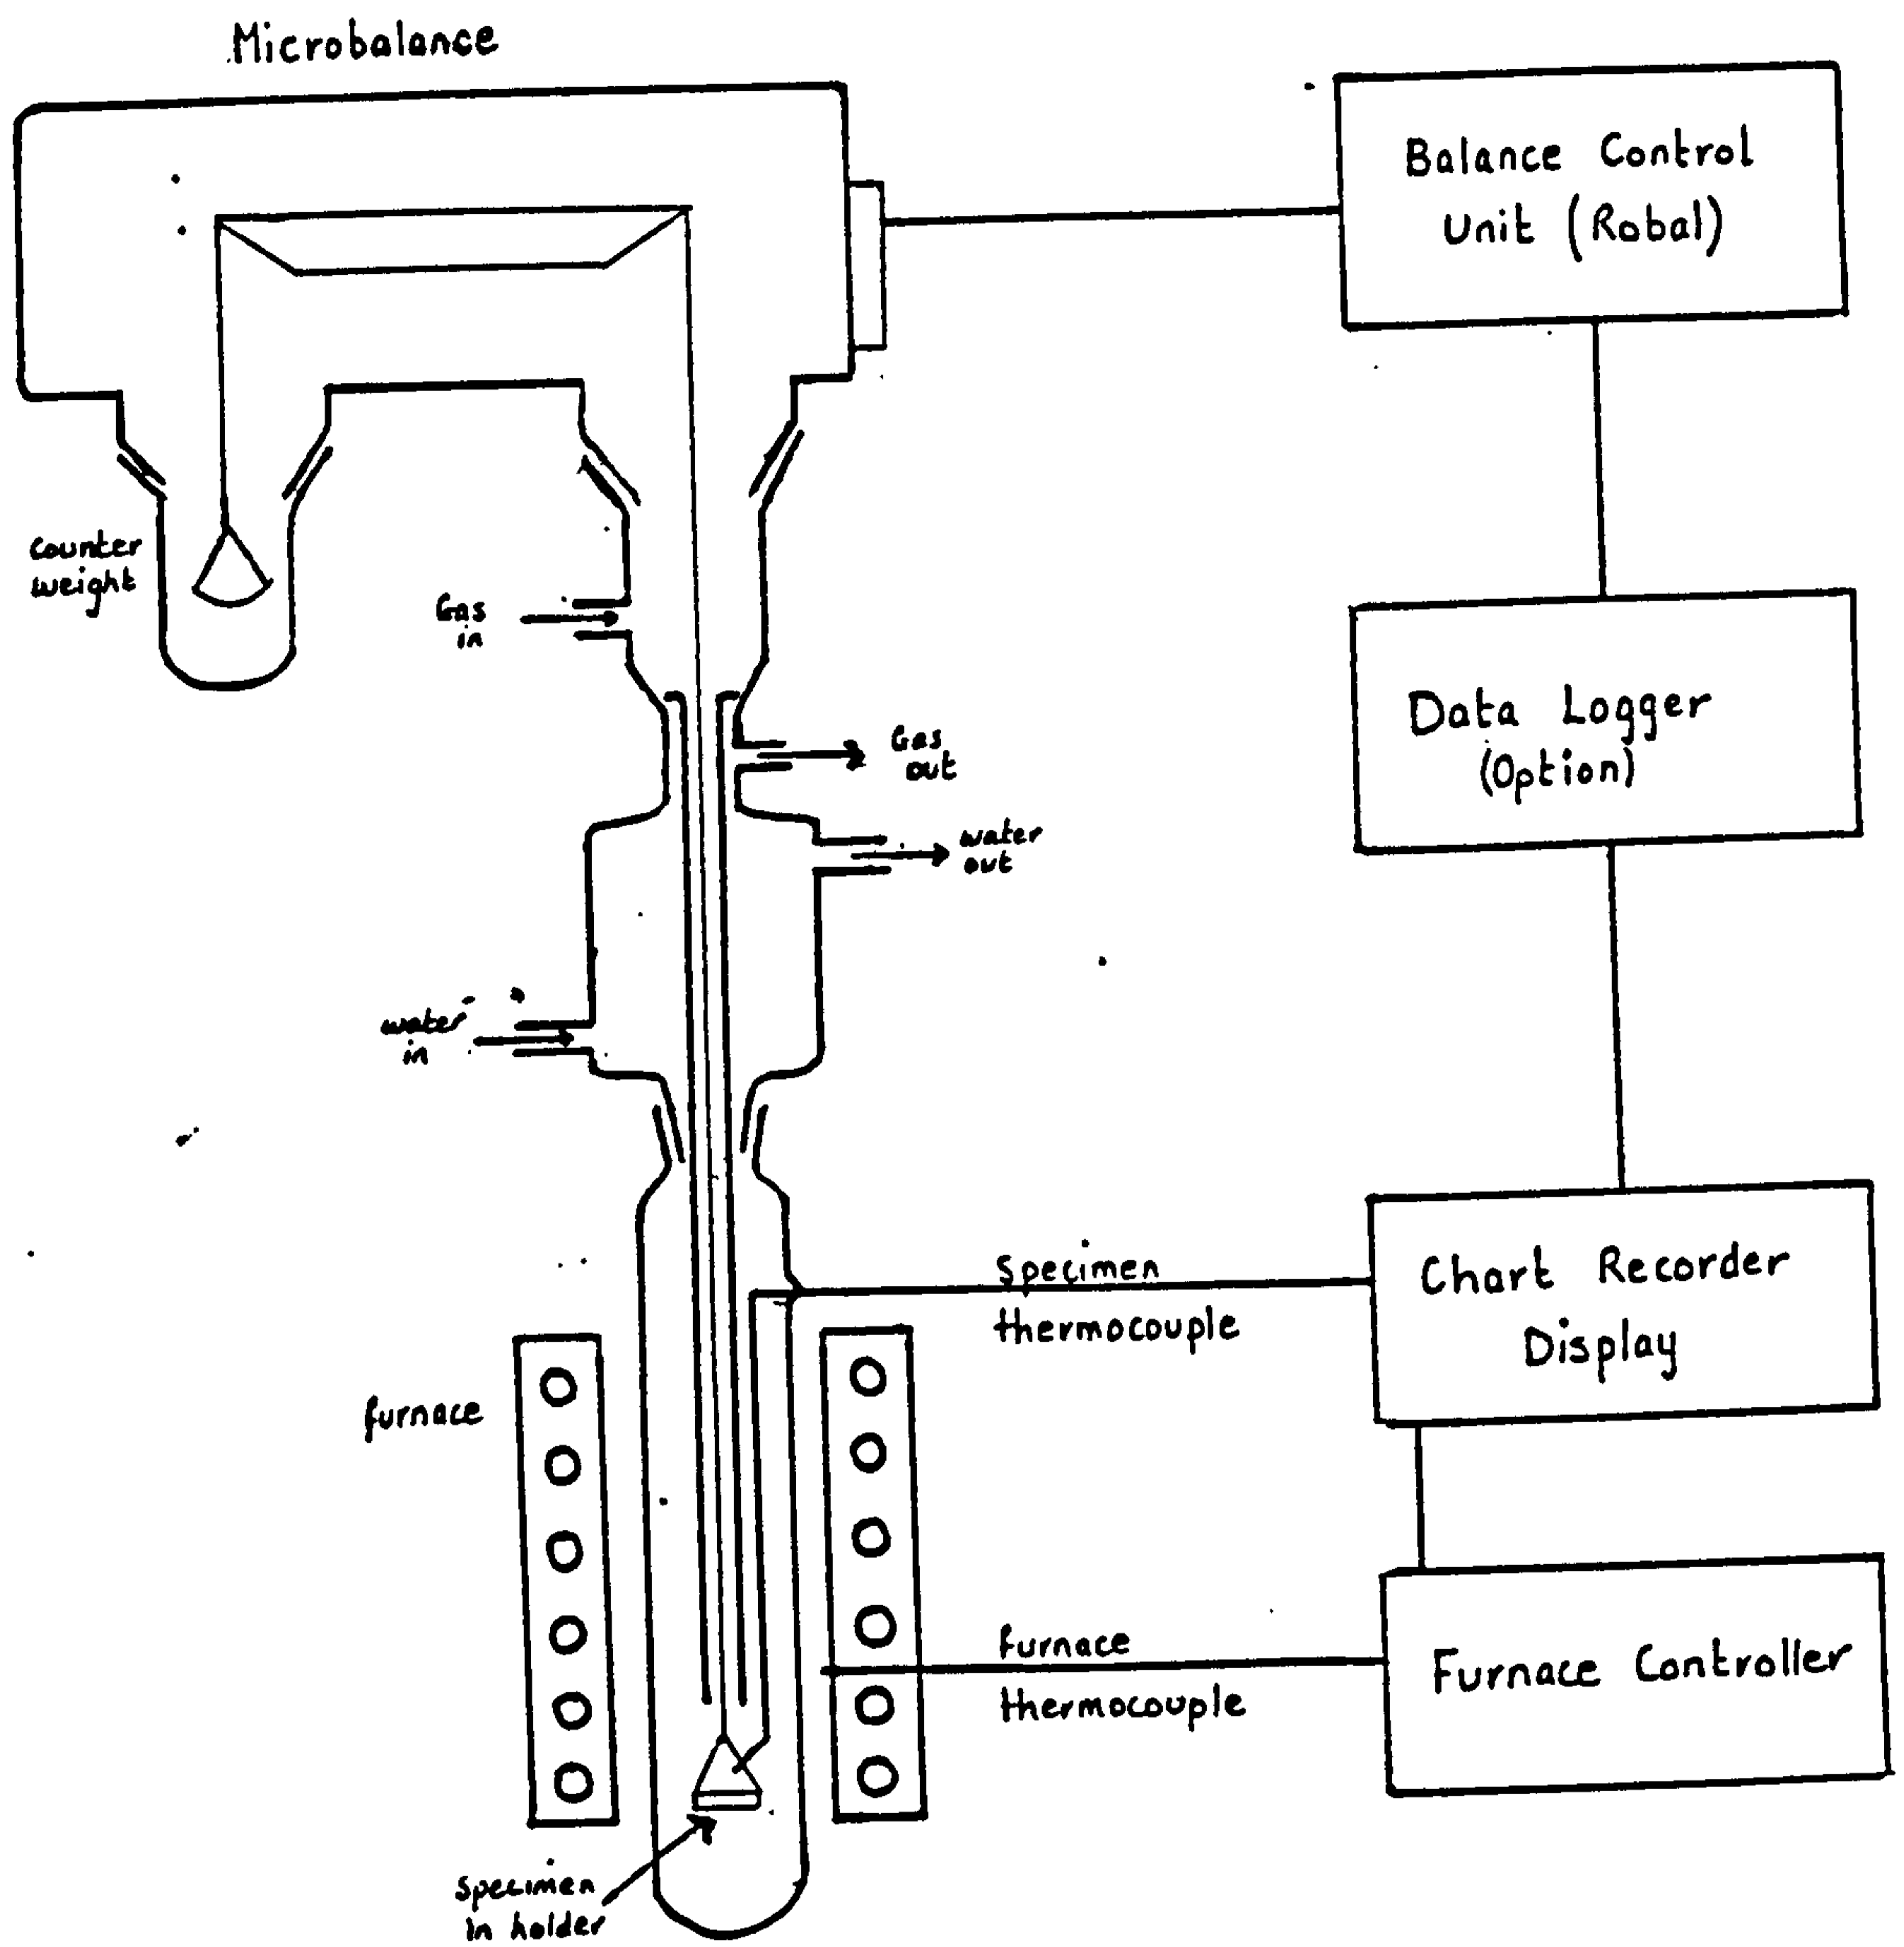 Microbalance
Balance Control
Unit (Robal)
counter
weight
Gas
in
Data Logger
(Option)
Gas
out
water
out
water
in
Specimen
thermocouple
Chart Recorder
Display
furnace
furnace
thermocouple
Furnace Controller
Specimen
in holder